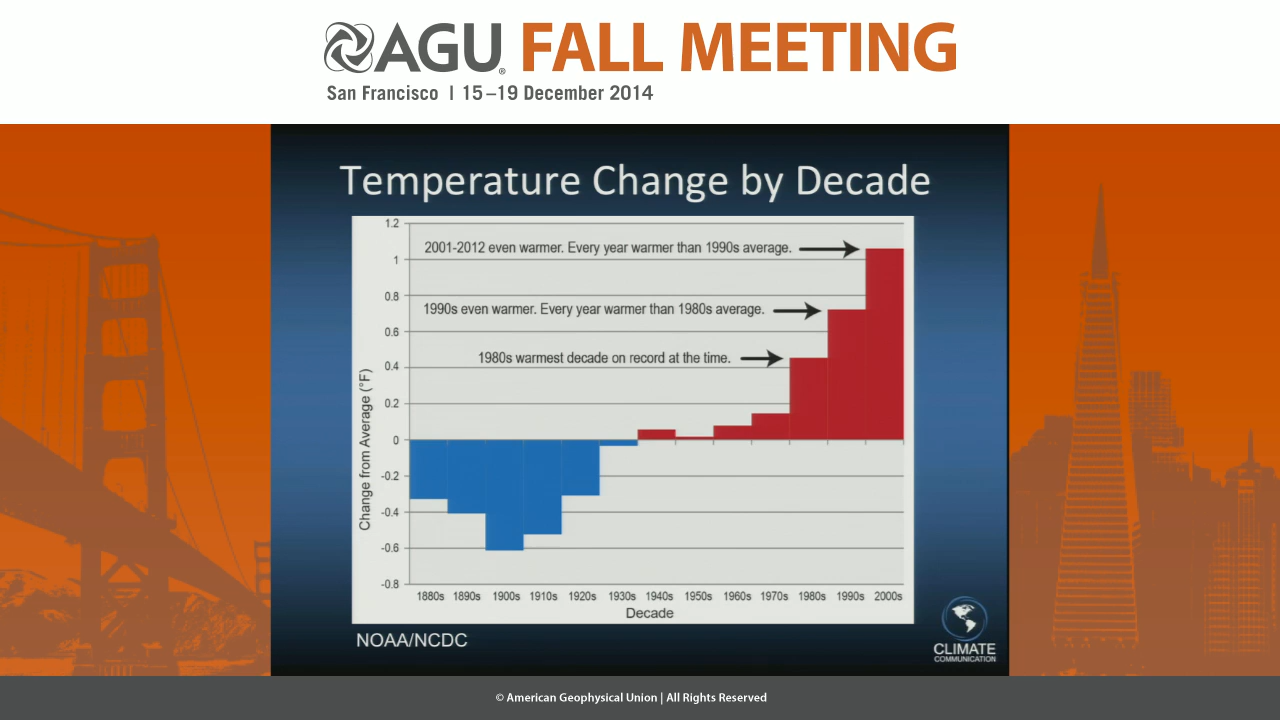 AGU® FALL MEETING
San Francisco | 15–19 December 2014
Temperature Change by Decade
1.2
2001-2012 even warmer. Every year warmer than 1990s average.
1
0.8
1990s even warmer. Every year warmer than 1980s average.
0.6
1980s warmest decade on record at the time.
0.4
0.2
0
-0.2
-0.4
-0.6
-0.8
Change from Average (°F)
1880s 1890s 1900s 1910s 1920s 1930s 1940s 1950s 1960s 1970s 1980s 1990s 2000s
Decade
NOAA/NCDC
CLIMATE
COMMUNICATION
© American Geophysical Union | All Rights Reserved